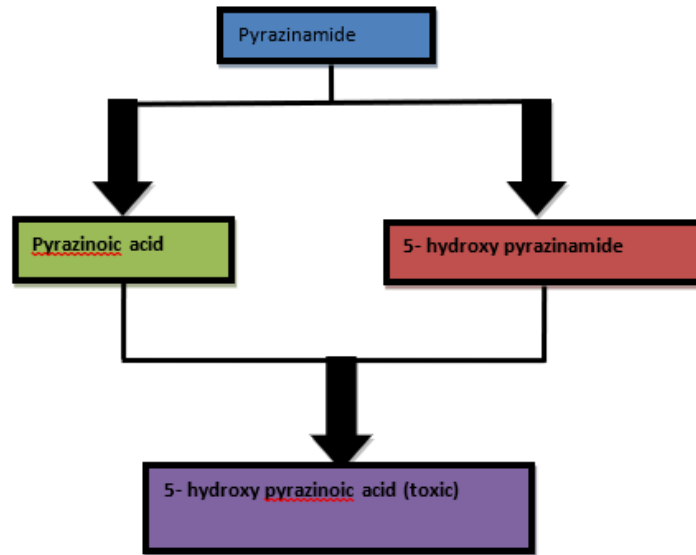 Pyrazinamide
Pyrazinoic acid
5- hydroxy pyrazinamide
5- hydroxy pyrazinoic acid (toxic)